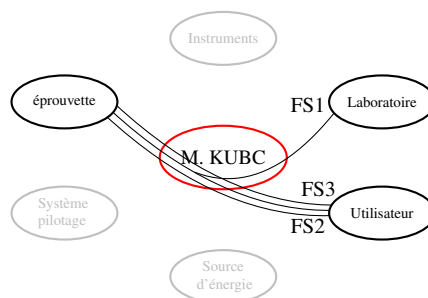 Instruments
éprouvette
FS1
Laboratoire
M. KUBC
Système
pilotage
FS3
Utilisateur
FS2
Source
d'énergie